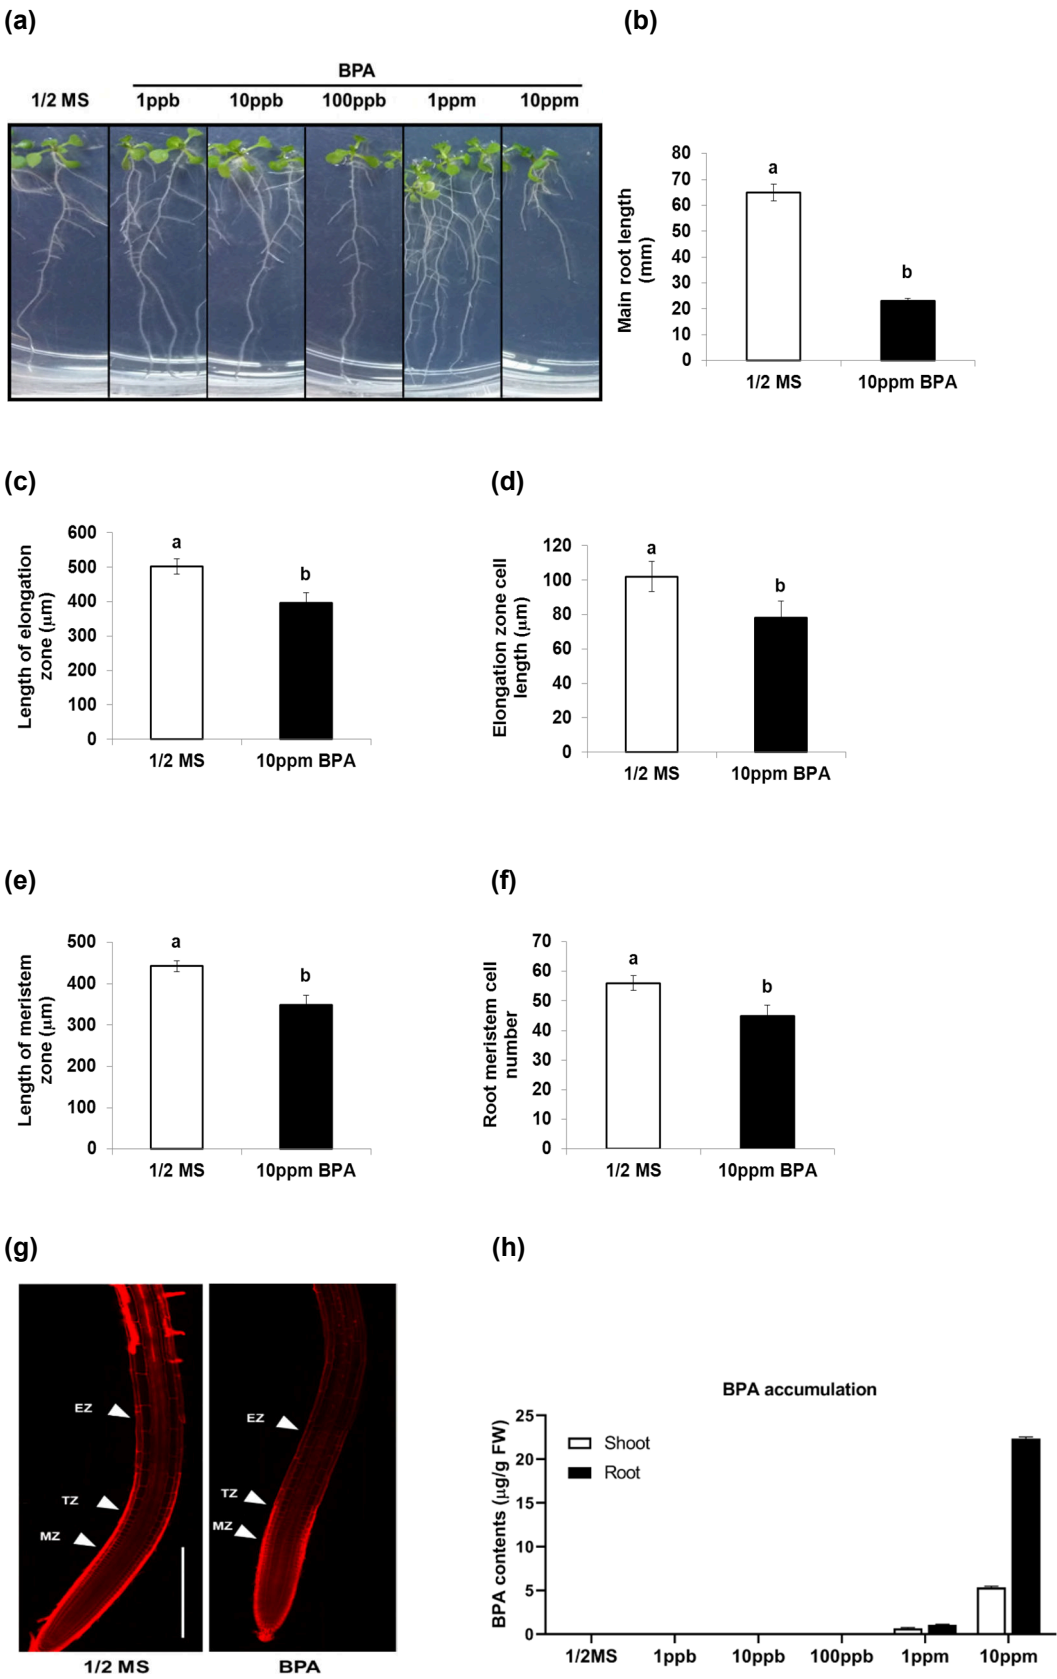 (a)
BPA
1/2 MS 1ppb 10ppb 100ppb 1ppm 10ppm
(b)
Main root length
(mm)
80
70
60
50
40
30
20
10
0
a
b
1/2 MS 10ppm BPA
(c)
Length of elongation
zone (μm)
600
500
400
300
200
100
0
a
b
1/2 MS 10ppm BPA
(d)
Elongation zone cell
length (μm)
120
100
80
60
40
20
0
a
b
1/2 MS 10ppm BPA
(e)
Length of meristem
zone (μm)
500
400
300
200
100
0
a
b
1/2 MS 10ppm BPA
(f)
Root meristem cell
number
70
60
50
40
30
20
10
0
a
b
1/2 MS 10ppm BPA
(g)
EZ
TZ
MZ
1/2 MS
EZ
TZ
MZ
BPA
(h)
BPA accumulation
BPA contents (μg/g FW)
25
20
15
10
5
0
Shoot
Root
1/2MS 1ppb 10ppb 100ppb 1ppm 10ppm